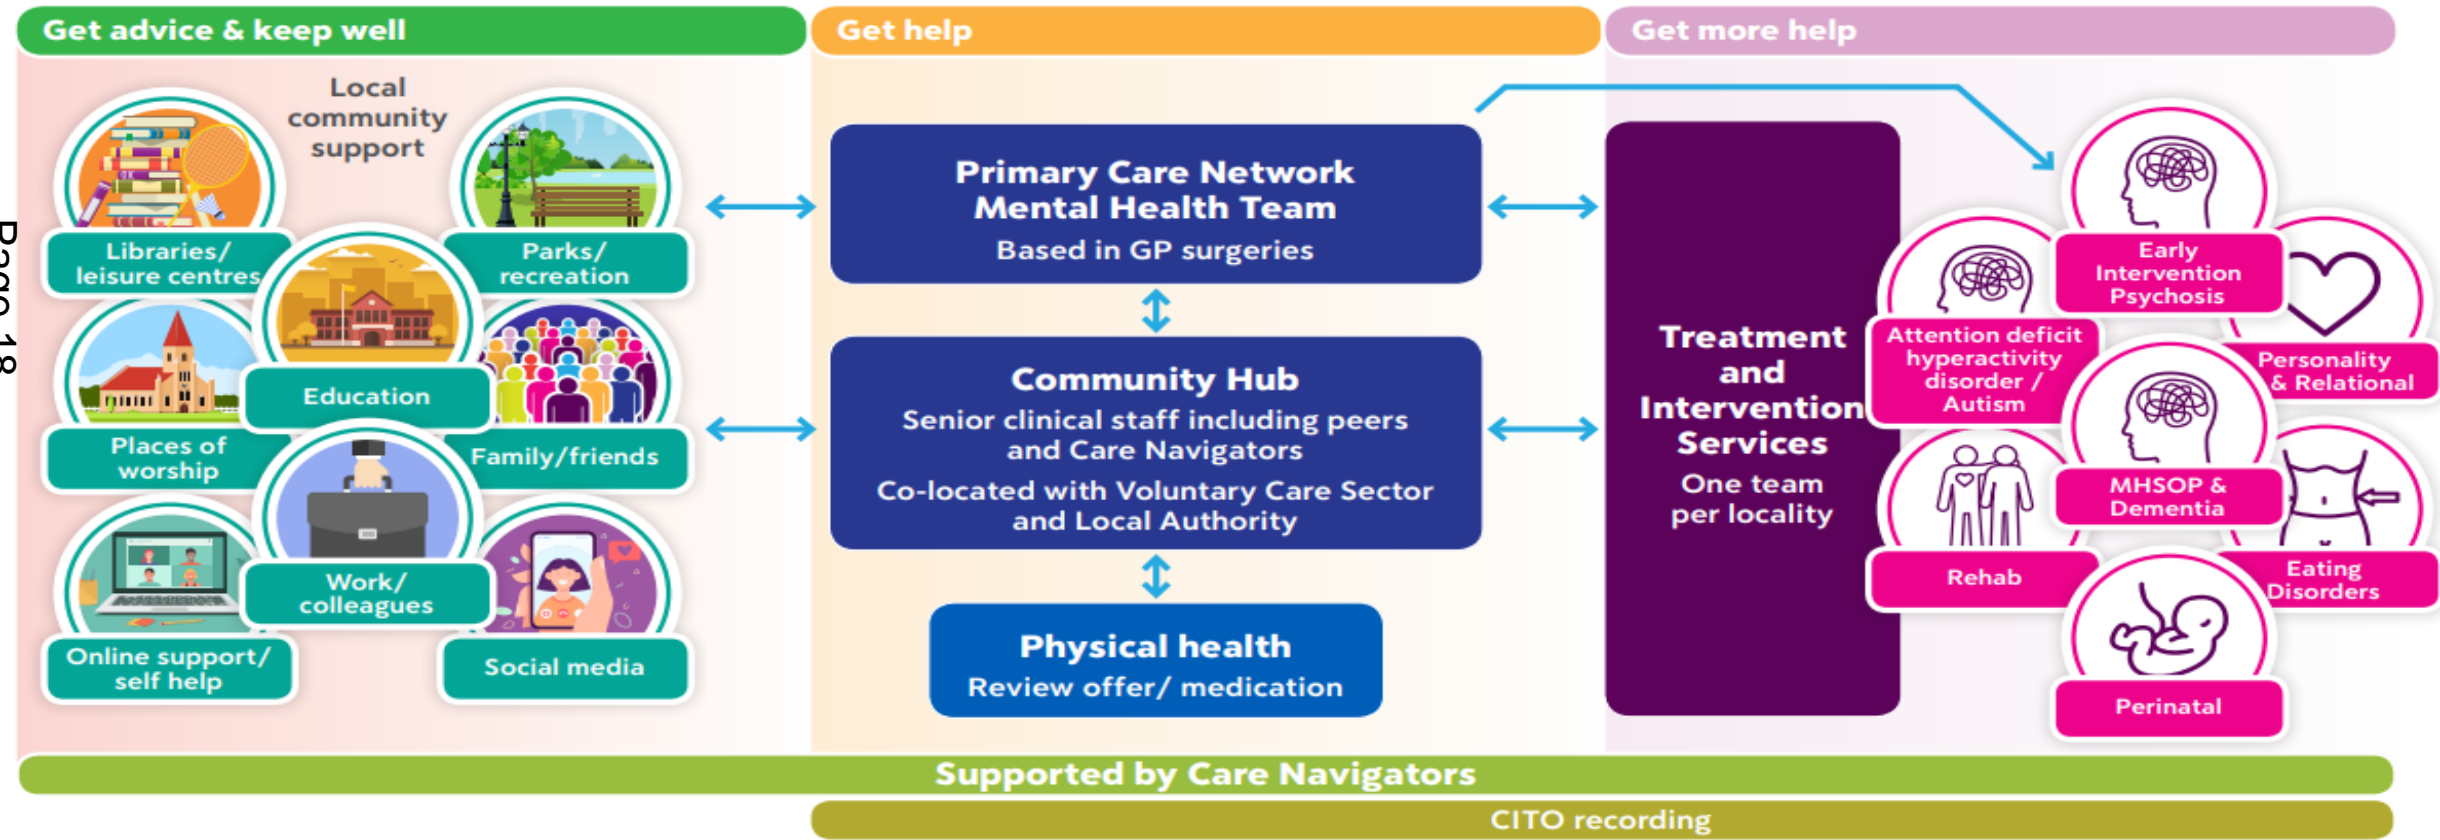 Get advice & keep well
Get help
Get more help
Page 18
Local
community
support
Libraries/
leisure centres
Parks/
recreation
Education
Places of
worship
Family/friends
Work/
colleagues
Online support/
self help
Social media
Primary Care Network
Mental Health Team
Based in GP surgeries
Community Hub
Senior clinical staff including peers
and Care Navigators
Co-located with Voluntary Care Sector
and Local Authority
Physical health
Review offer/ medication
Treatment
and
Intervention
Services
One team
per locality
Early
Intervention
Psychosis
Attention deficit
hyperactivity
disorder /
Autism
Personality
& Relational
MHSOP &
Dementia
Rehab
Eating
Disorders
Perinatal
Supported by Care Navigators
CITO recording